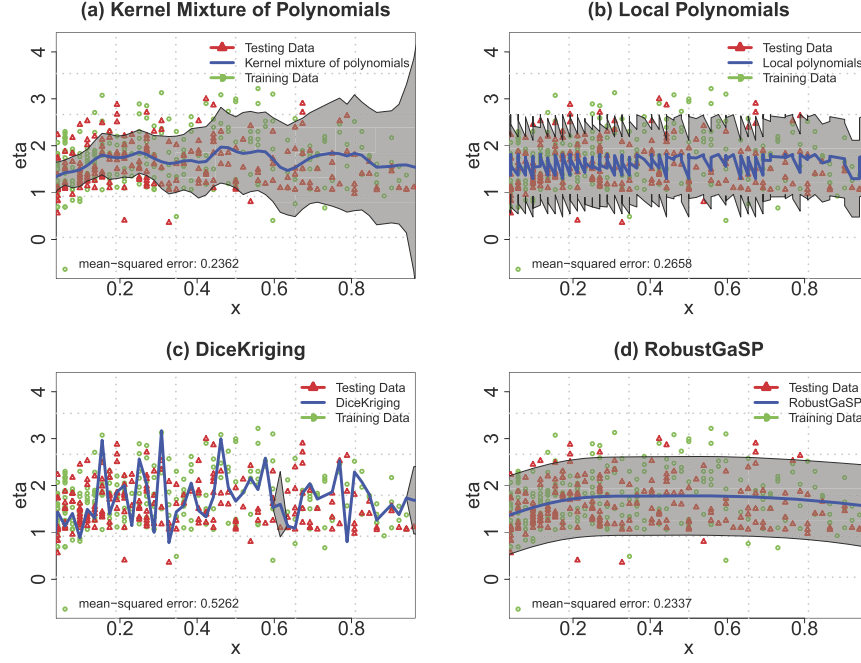 (a) Kernel Mixture of Polynomials
Testing Data
Kernel mixture of polynomials
Training Data
4
3
2
1
0
eta
mean−squared error: 0.2362
0.2 0.4 0.6 0.8
x
(b) Local Polynomials
Testing Data
Local polynomials
Training Data
4
3
2
1
0
eta
mean−squared error: 0.2658
0.2 0.4 0.6 0.8
x
(c) DiceKriging
Testing Data
DiceKriging
Training Data
4
3
2
1
0
eta
mean−squared error: 0.5262
0.2 0.4 0.6 0.8
x
(d) RobustGaSP
Testing Data
RobustGaSP
Training Data
4
3
2
1
0
eta
mean−squared error: 0.2337
0.2 0.4 0.6 0.8
x